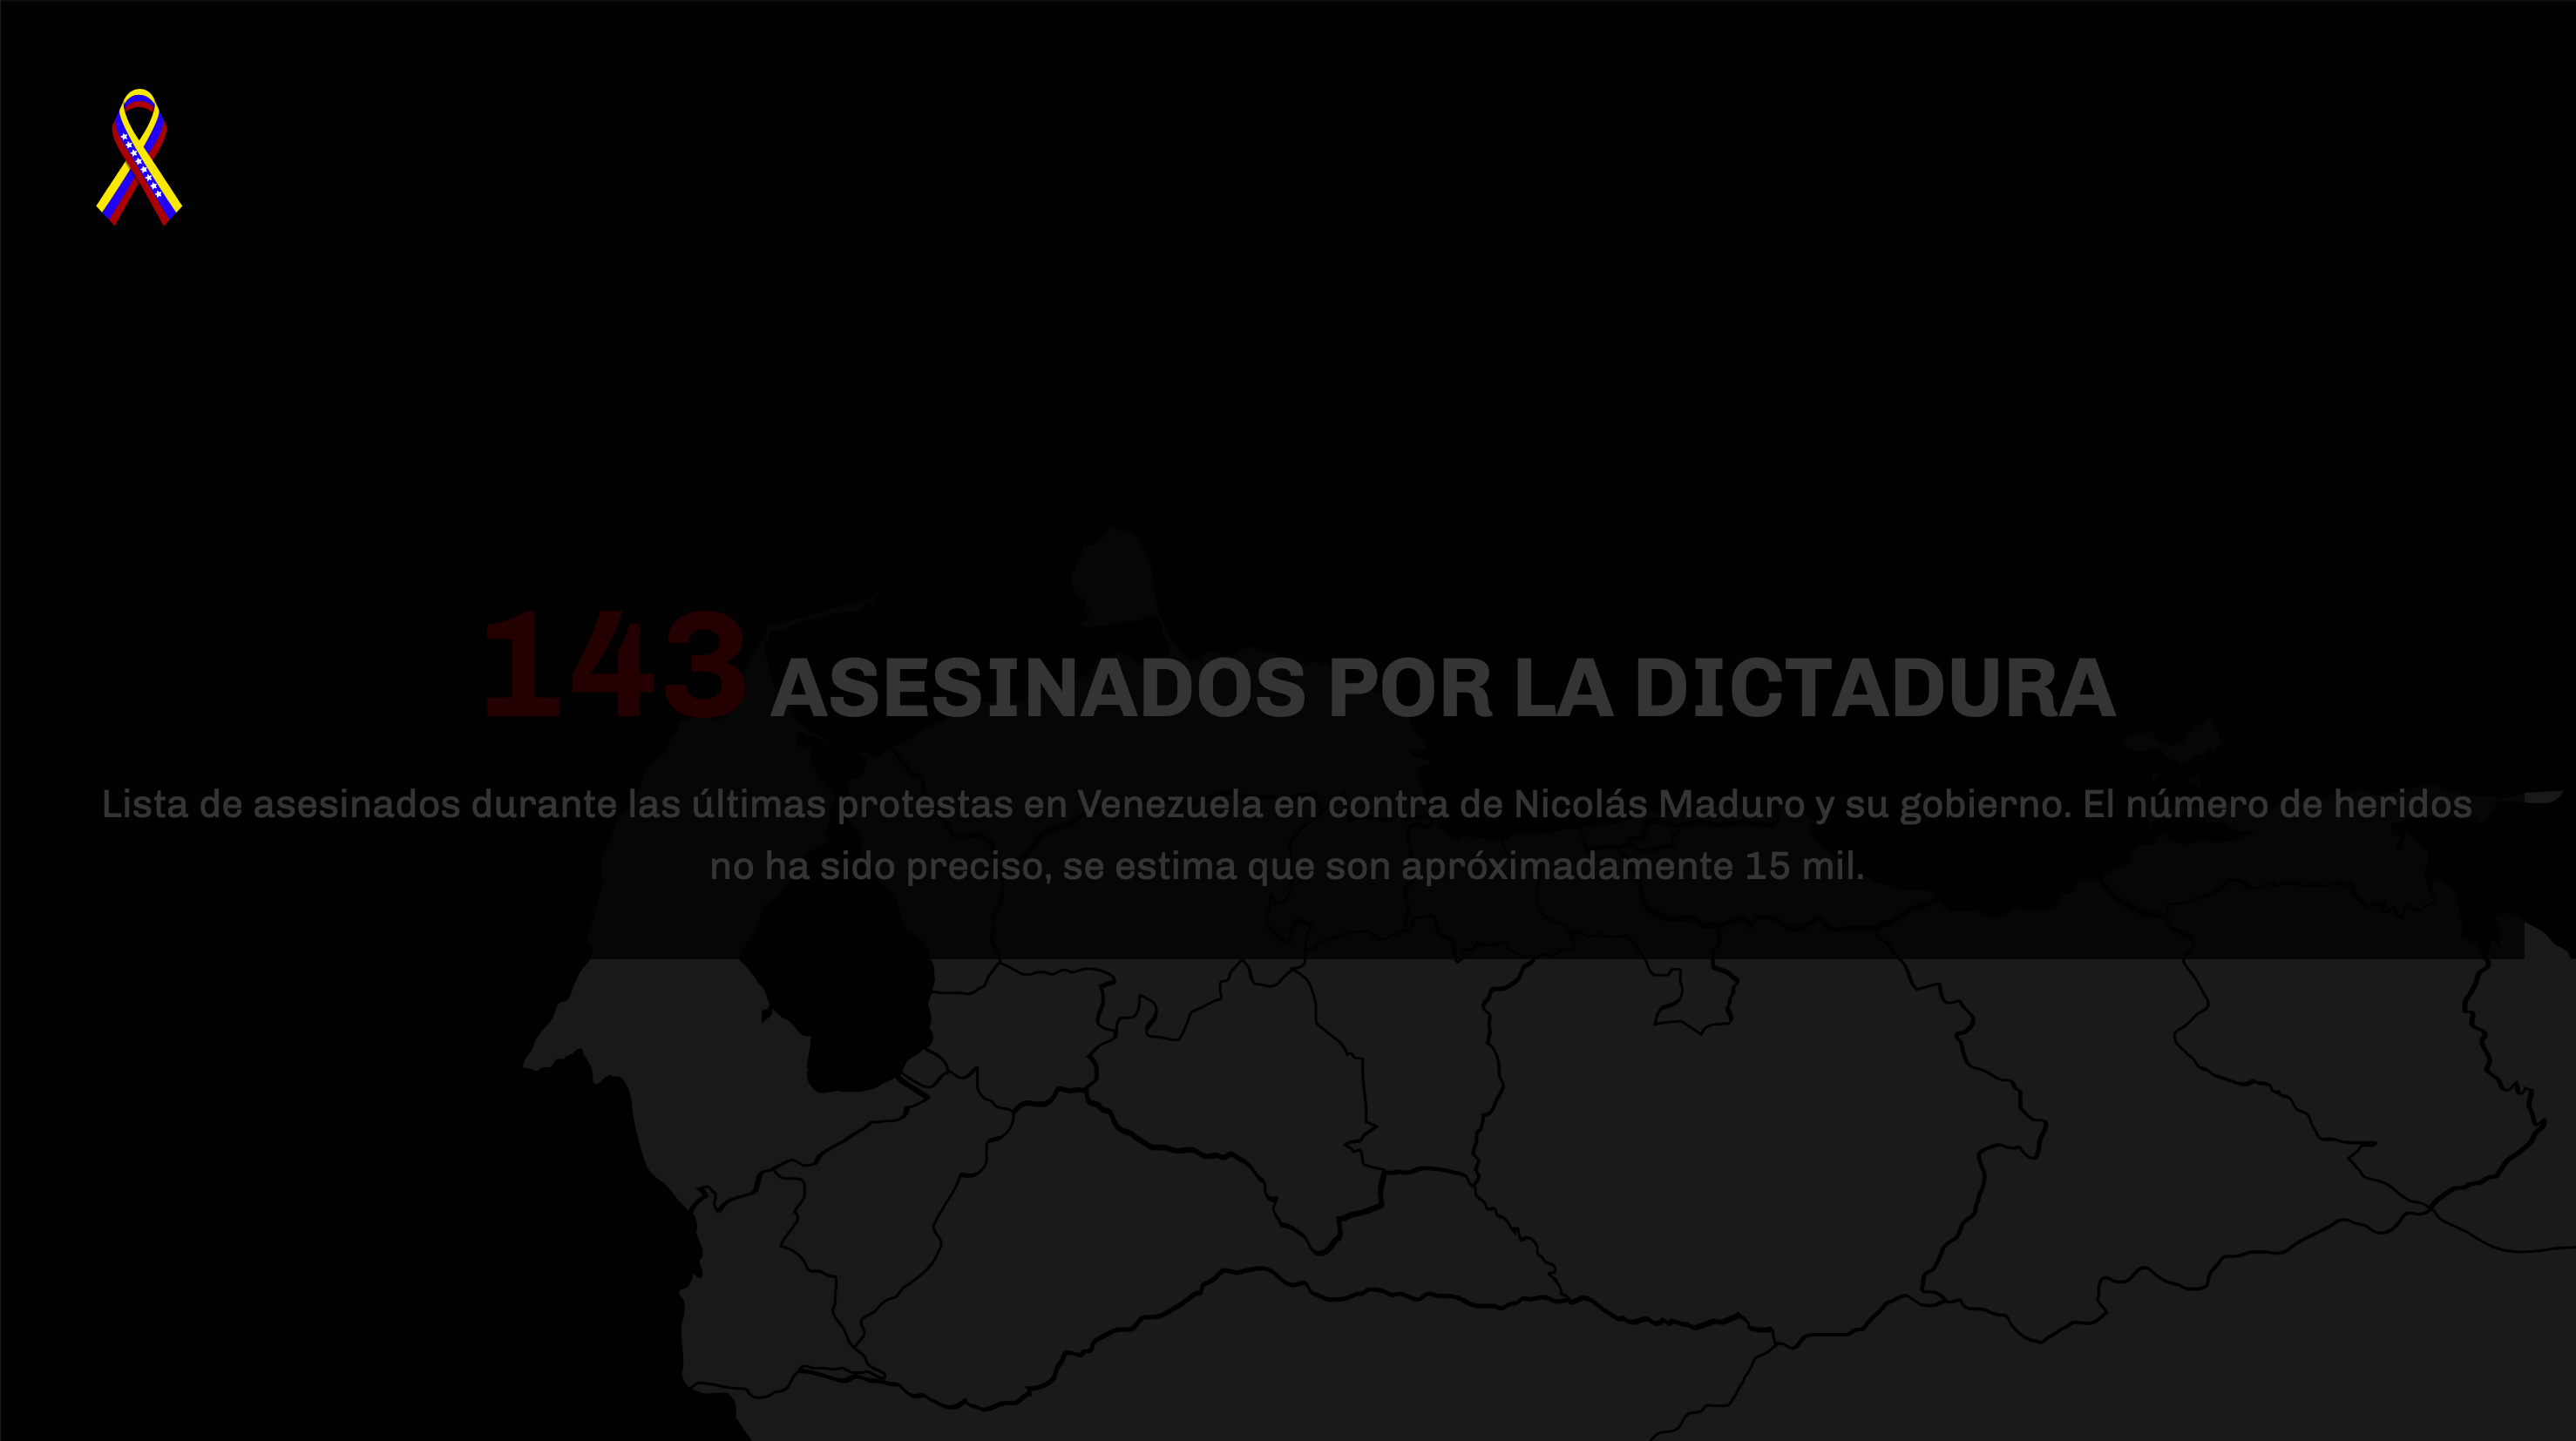 143 ASESINADOS POR LA DICTADURA
Lista de asesinados durante las últimas protestas en Venezuela en contra de Nicolás Maduro y su gobierno. El número de heridos
no ha sido preciso, se estima que son apróximadamente 15 mil.